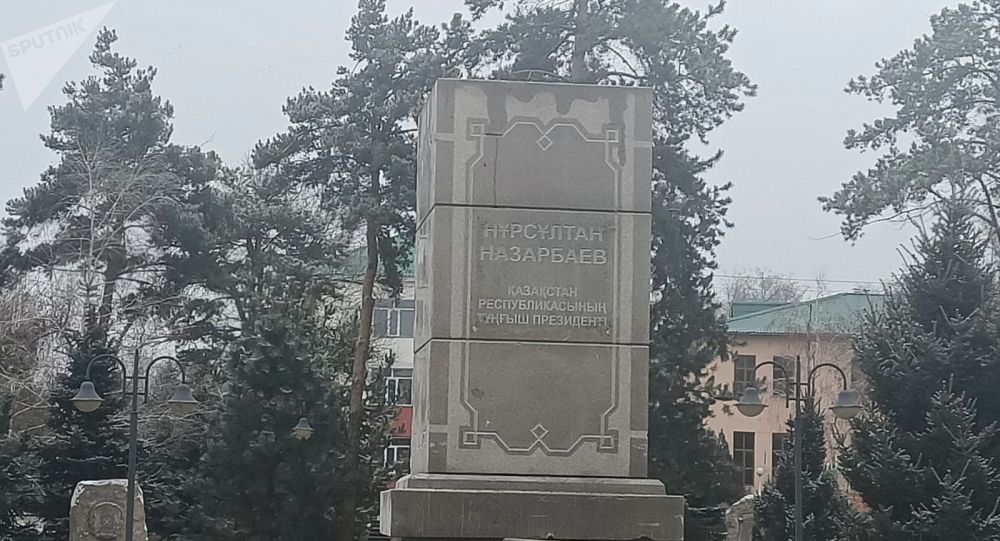 SPUTNIK
НҰРСҰЛТАН
НАЗАРБАЕВ
ҚАЗАҚСТАН
РЕСПУБЛИКАСЫНЫҢ
ТҰҢҒЫШ ПРЕЗИДЕНТІ